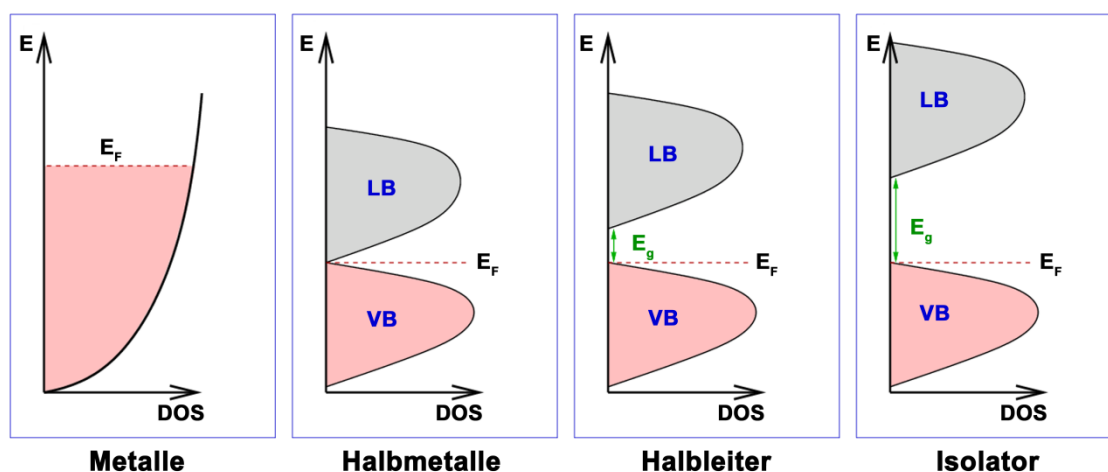 E
E_F
DOS
Metalle
E
LB
E_F
VB
DOS
Halbmetalle
E
LB
E_g
E_F
VB
DOS
Halbleiter
E
LB
E_g
E_F
VB
DOS
Isolator